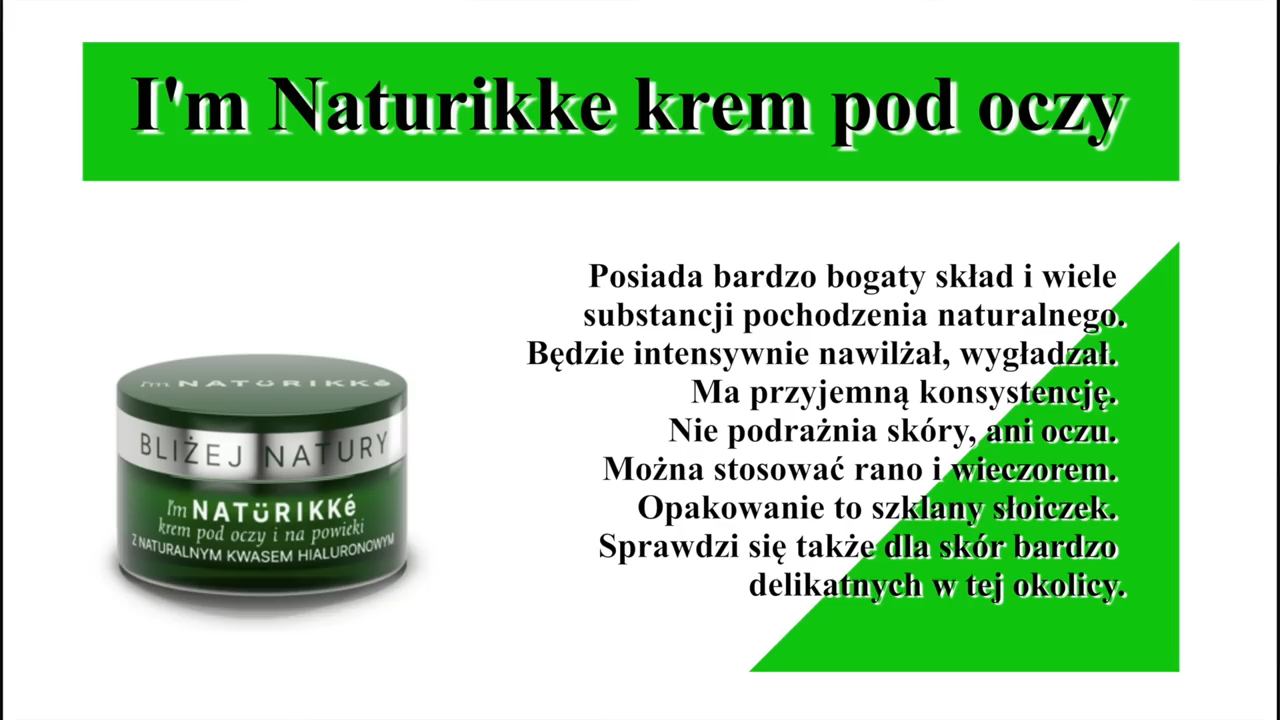 I'm Naturikke krem pod oczy
Posiada bardzo bogaty skład i wiele
substancji pochodzenia naturalnego.
Będzie intensywnie nawilżał, wygładzał.
Ma przyjemną konsystencję.
Nie podrażnia skóry, ani oczu.
Można stosować rano i wieczorem.
Opakowanie to szklany słoiczek.
Sprawdzi się także dla skór bardzo
delikatnych w tej okolicy.
I'm NATÜRIKKé
BLIŻEJ NATURY
I'm NATÜRIKKé
krem pod oczy i na powieki
Z NATURALNYM KWASEM HIALURONOWYM